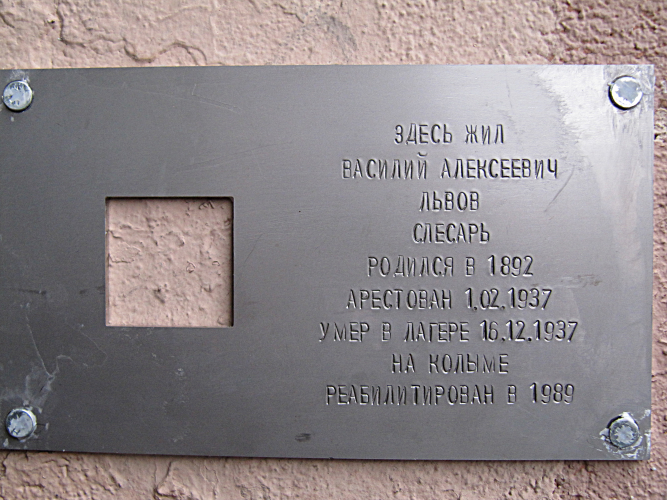 ЗДЕСЬ ЖИЛ
ВАСИЛИЙ АЛЕКСЕЕВИЧ
ЛЬВОВ
СЛЕСАРЬ
РОДИЛСЯ В 1892
АРЕСТОВАН 1.02.1937
УМЕР В ЛАГЕРЕ 16.12.1937
НА КОЛЫМЕ
РЕАБИЛИТИРОВАН В 1989